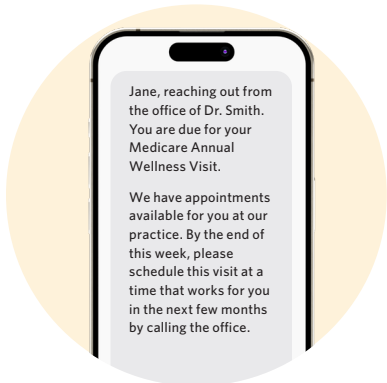 Jane, reaching out from
the office of Dr. Smith.
You are due for your
Medicare Annual
Wellness Visit.
We have appointments
available for you at our
practice. By the end of
this week, please
schedule this visit at a
time that works for you
in the next few months
by calling the office.